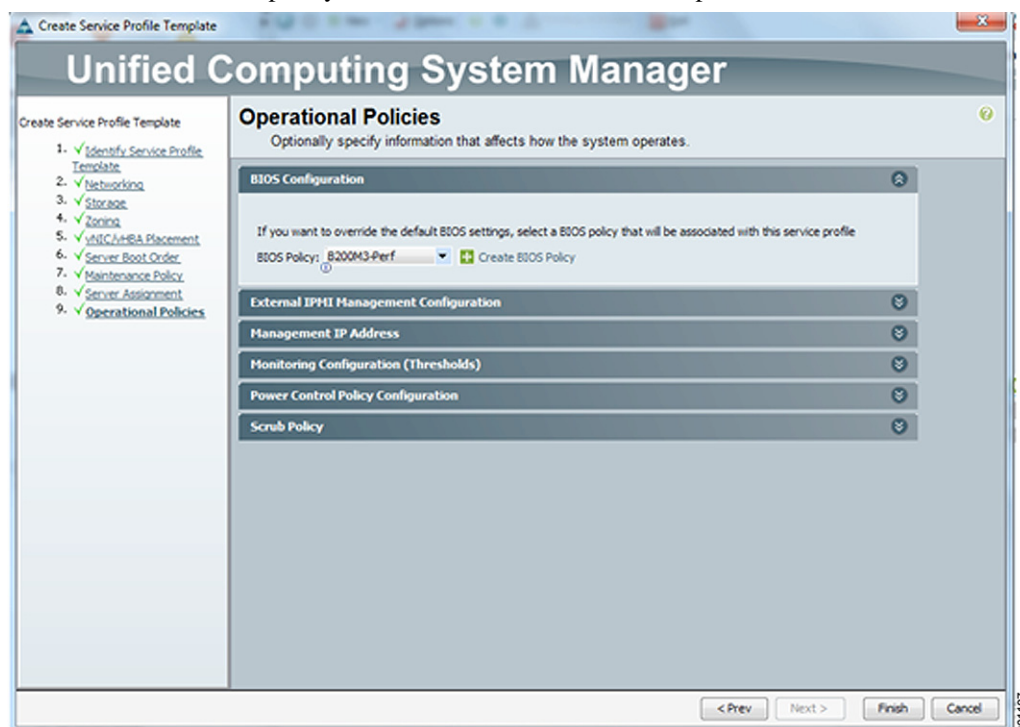 Create Service Profile Template
Unified Computing System Manager
Create Service Profile Template
1. √Identify Service Profile
Template
2. √Networking
3. √Storage
4. √Zoning
5. √vNIC/vHBA Placement
6. √Server Boot Order
7. √Maintenance Policy
8. √Server Assignment
9. √Operational Policies
Operational Policies
Optionally specify information that affects how the system operates.
BIOS Configuration
If you want to override the default BIOS settings, select a BIOS policy that will be associated with this service profile
BIOS Policy: B200M3-Perf Create BIOS Policy
External IPMI Management Configuration
Management IP Address
Monitoring Configuration (Thresholds)
Power Control Policy Configuration
Scrub Policy
< Prev Next > Finish Cancel